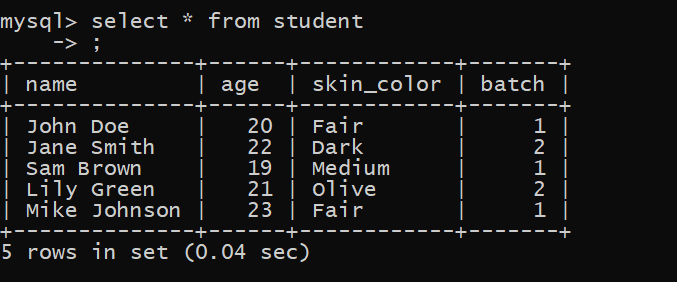 mysql> select * from student
    -> ;
+--------------+------+------------+-------+
| name         | age  | skin_color | batch |
+--------------+------+------------+-------+
| John Doe     |   20 | Fair       |     1 |
| Jane Smith   |   22 | Dark       |     2 |
| Sam Brown    |   19 | Medium     |     1 |
| Lily Green   |   21 | Olive      |     2 |
| Mike Johnson |   23 | Fair       |     1 |
+--------------+------+------------+-------+
5 rows in set (0.04 sec)